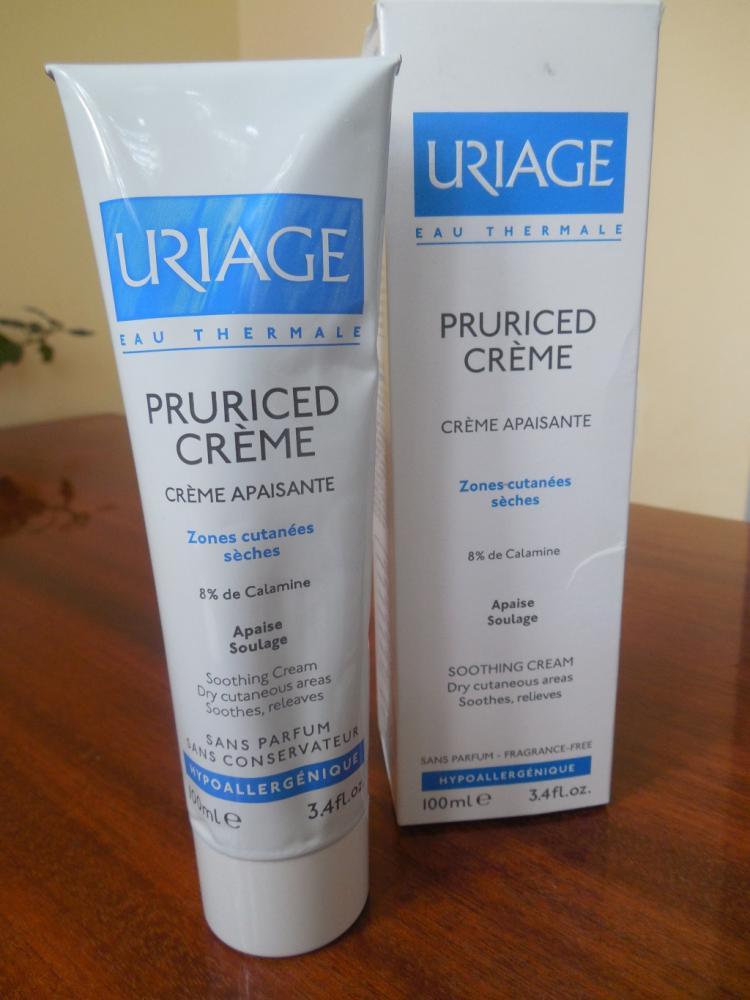 URIAGE
EAU THERMALE
PRURICED
CRÈME
CRÈME APAISANTE
Zones cutanées
sèches
8% de Calamine
Apaise
Soulage
Soothing Cream
Dry cutaneous areas
Soothes, releaves
SANS PARFUM
SANS CONSERVATEUR
HYPOALLERGÉNIQUE
100ml e 3.4fl.oz.
URIAGE
EAU THERMALE
PRURICED
CRÈME
CRÈME APAISANTE
Zones cutanées
sèches
8% de Calamine
Apaise
Soulage
SOOTHING CREAM
Dry cutaneous areas
Soothes, relieves
SANS PARFUM - FRAGRANCE-FREE
HYPOALLERGÉNIQUE
100ml e 3.4fl.oz.